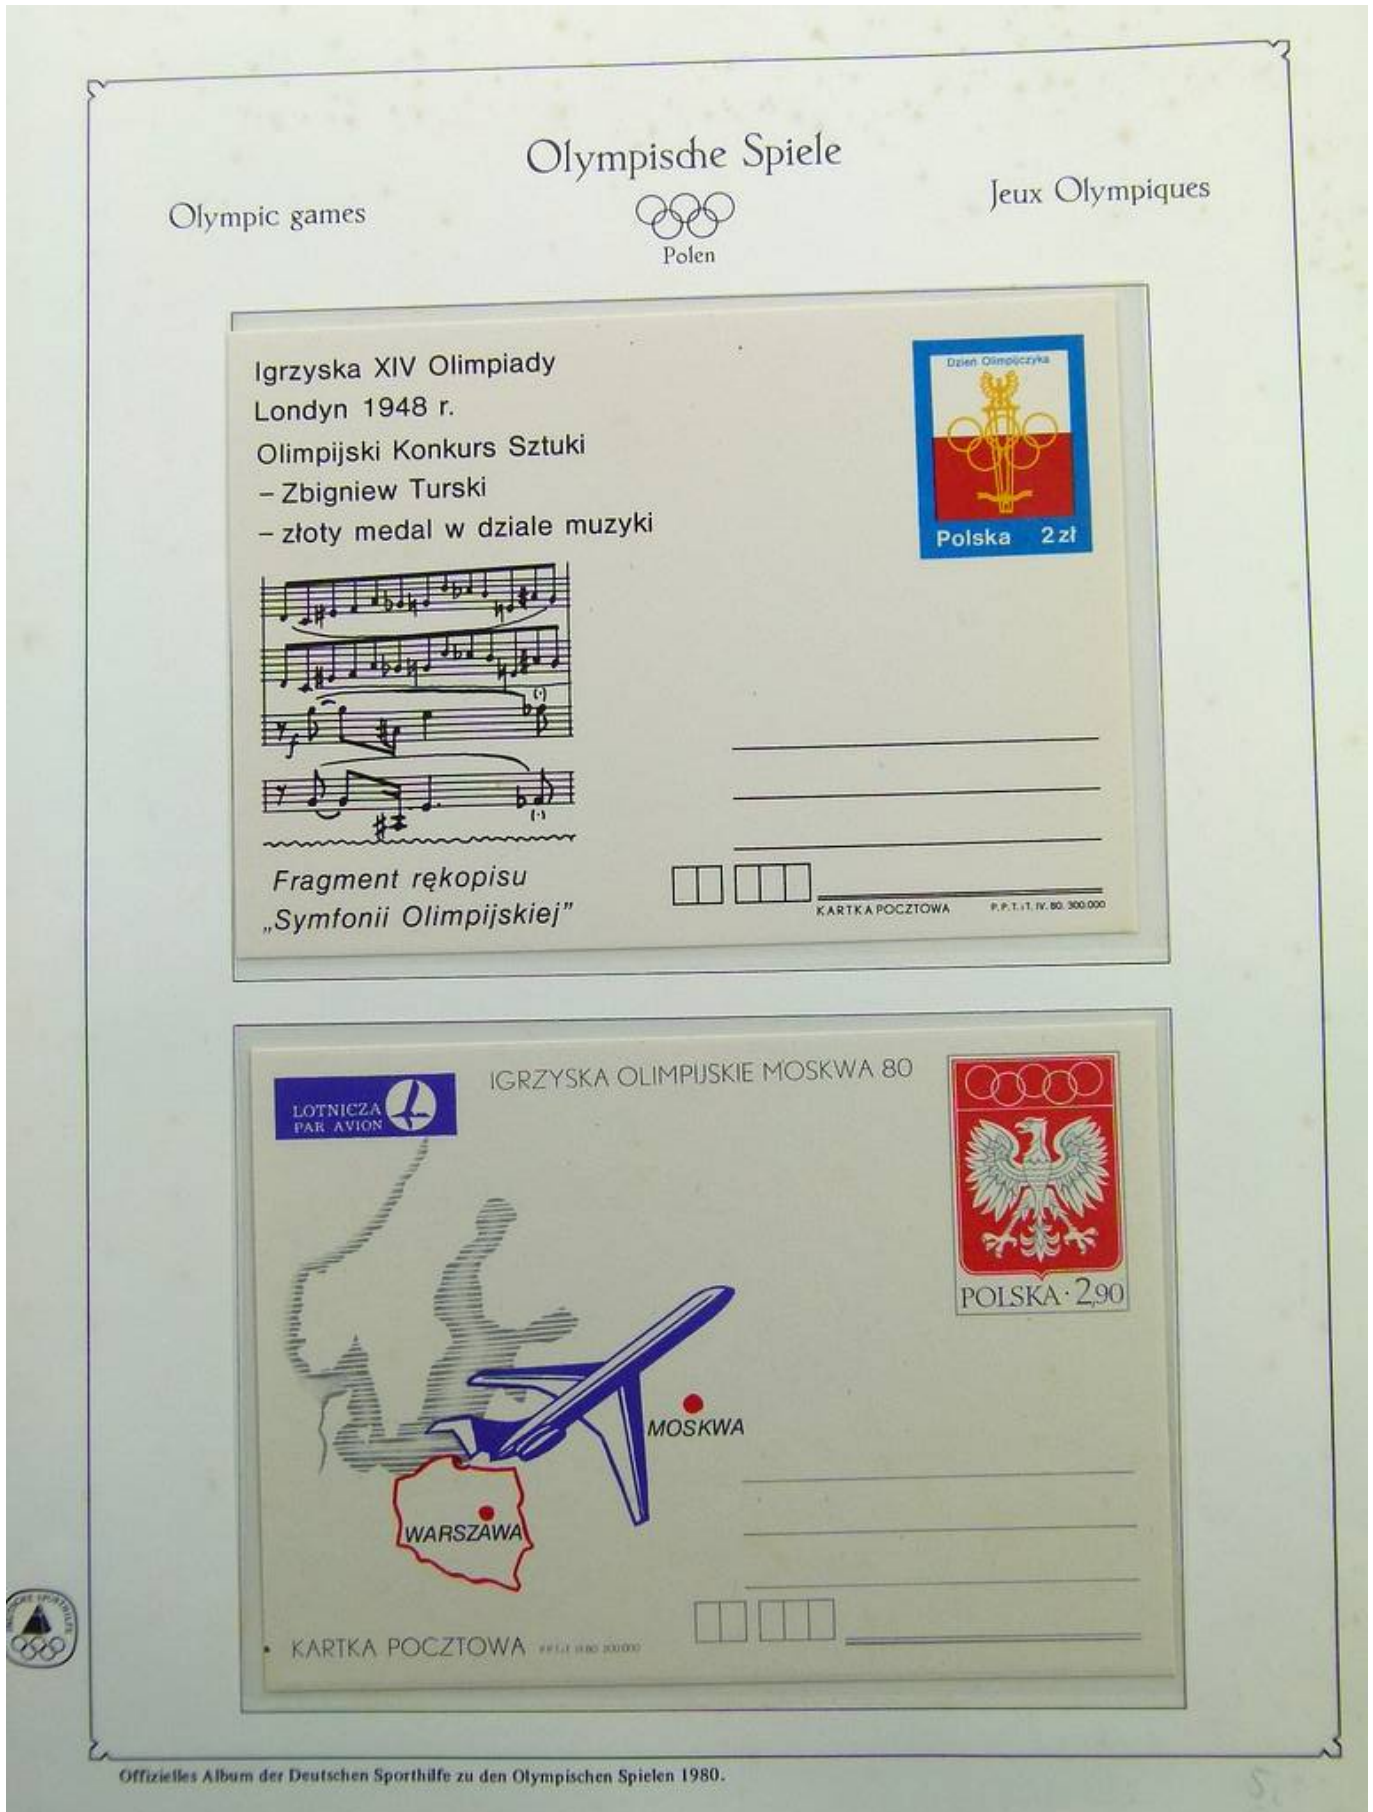 Olympische Spiele
Olympic games
Jeux Olympiques
Polen
Igrzyska XIV Olimpiady
Londyn 1948 r.
Olimpijski Konkurs Sztuki
– Zbigniew Turski
– złoty medal w dziale muzyki
Dzień Olimpijczyka
Polska 2 zł
Fragment rękopisu
„Symfonii Olimpijskiej”
KARTKA POCZTOWA
P.P.T.iT. IV. 80. 300.000
LOTNICZA
PAR AVION
IGRZYSKA OLIMPIJSKIE MOSKWA 80
POLSKA · 2,90
MOSKWA
WARSZAWA
KARTKA POCZTOWA
Offizielles Album der Deutschen Sporthilfe zu den Olympischen Spielen 1980.